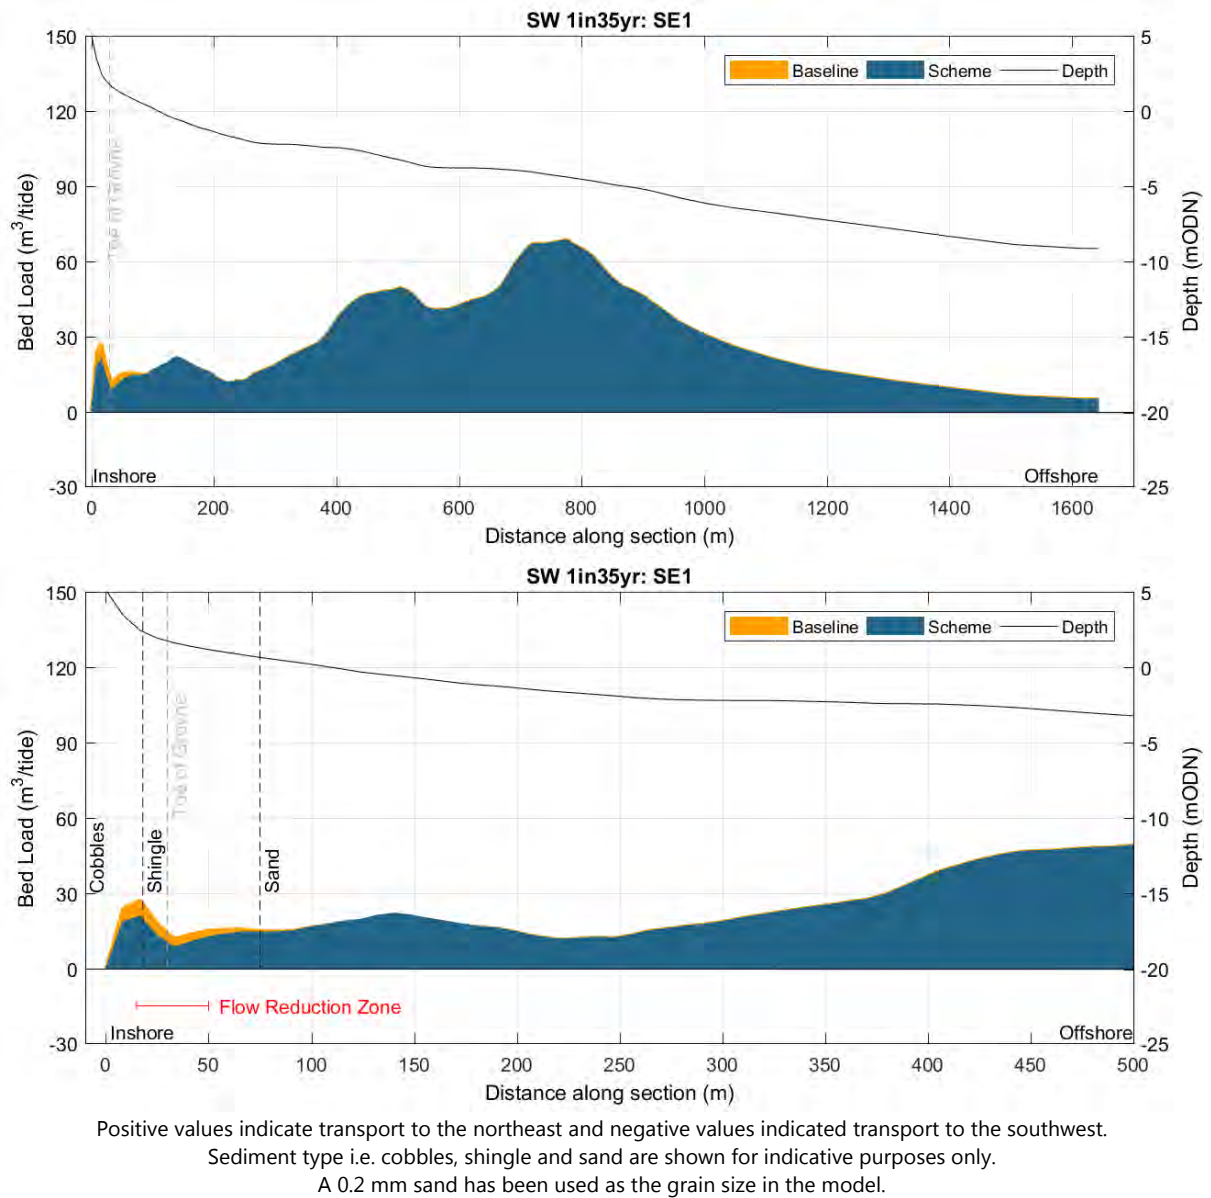 SW 1in35yr: SE1
Baseline Scheme Depth
150
120
90
60
30
0
-30
Bed Load (m³/tide)
5
0
-5
-10
-15
-20
-25
Depth (mODN)
Toe of Groyne
Inshore
Offshore
0 200 400 600 800 1000 1200 1400 1600
Distance along section (m)
SW 1in35yr: SE1
Baseline Scheme Depth
150
120
90
60
30
0
-30
Bed Load (m³/tide)
5
0
-5
-10
-15
-20
-25
Depth (mODN)
Cobbles
Shingle
Toe of Groyne
Sand
Flow Reduction Zone
Inshore
Offshore
0 50 100 150 200 250 300 350 400 450 500
Distance along section (m)
Positive values indicate transport to the northeast and negative values indicated transport to the southwest.
Sediment type i.e. cobbles, shingle and sand are shown for indicative purposes only.
A 0.2 mm sand has been used as the grain size in the model.